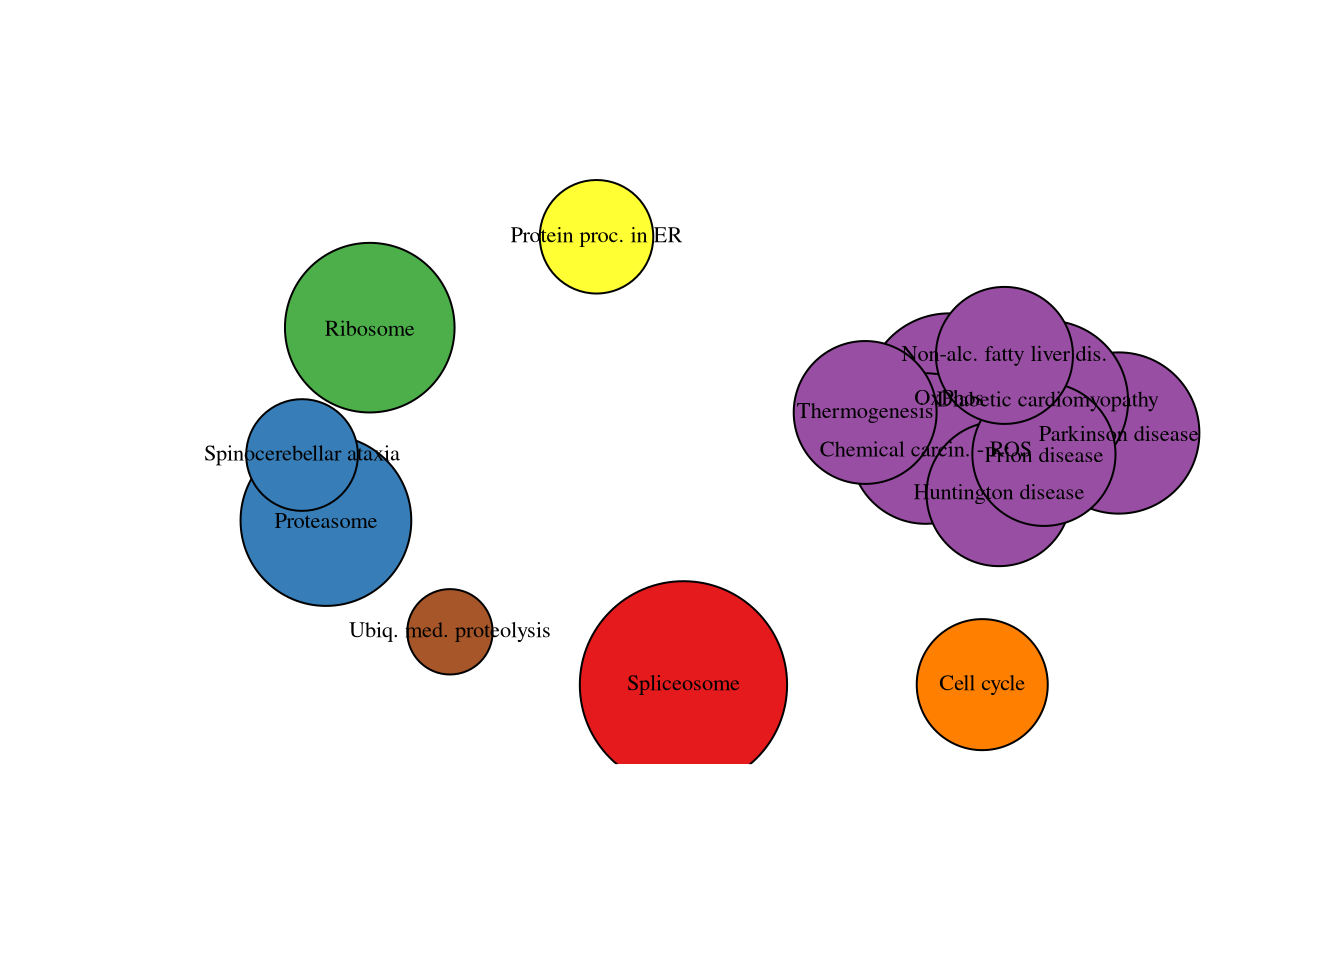 Protein proc. in ER
Ribosome
Non-alc. fatty liver dis.
OxPhos
Diabetic cardiomyopathy
Thermogenesis
Parkinson disease
Chemical carcin. - ROS
Prion disease
Spinocerebellar ataxia
Huntington disease
Proteasome
Ubiq. med. proteolysis
Spliceosome
Cell cycle